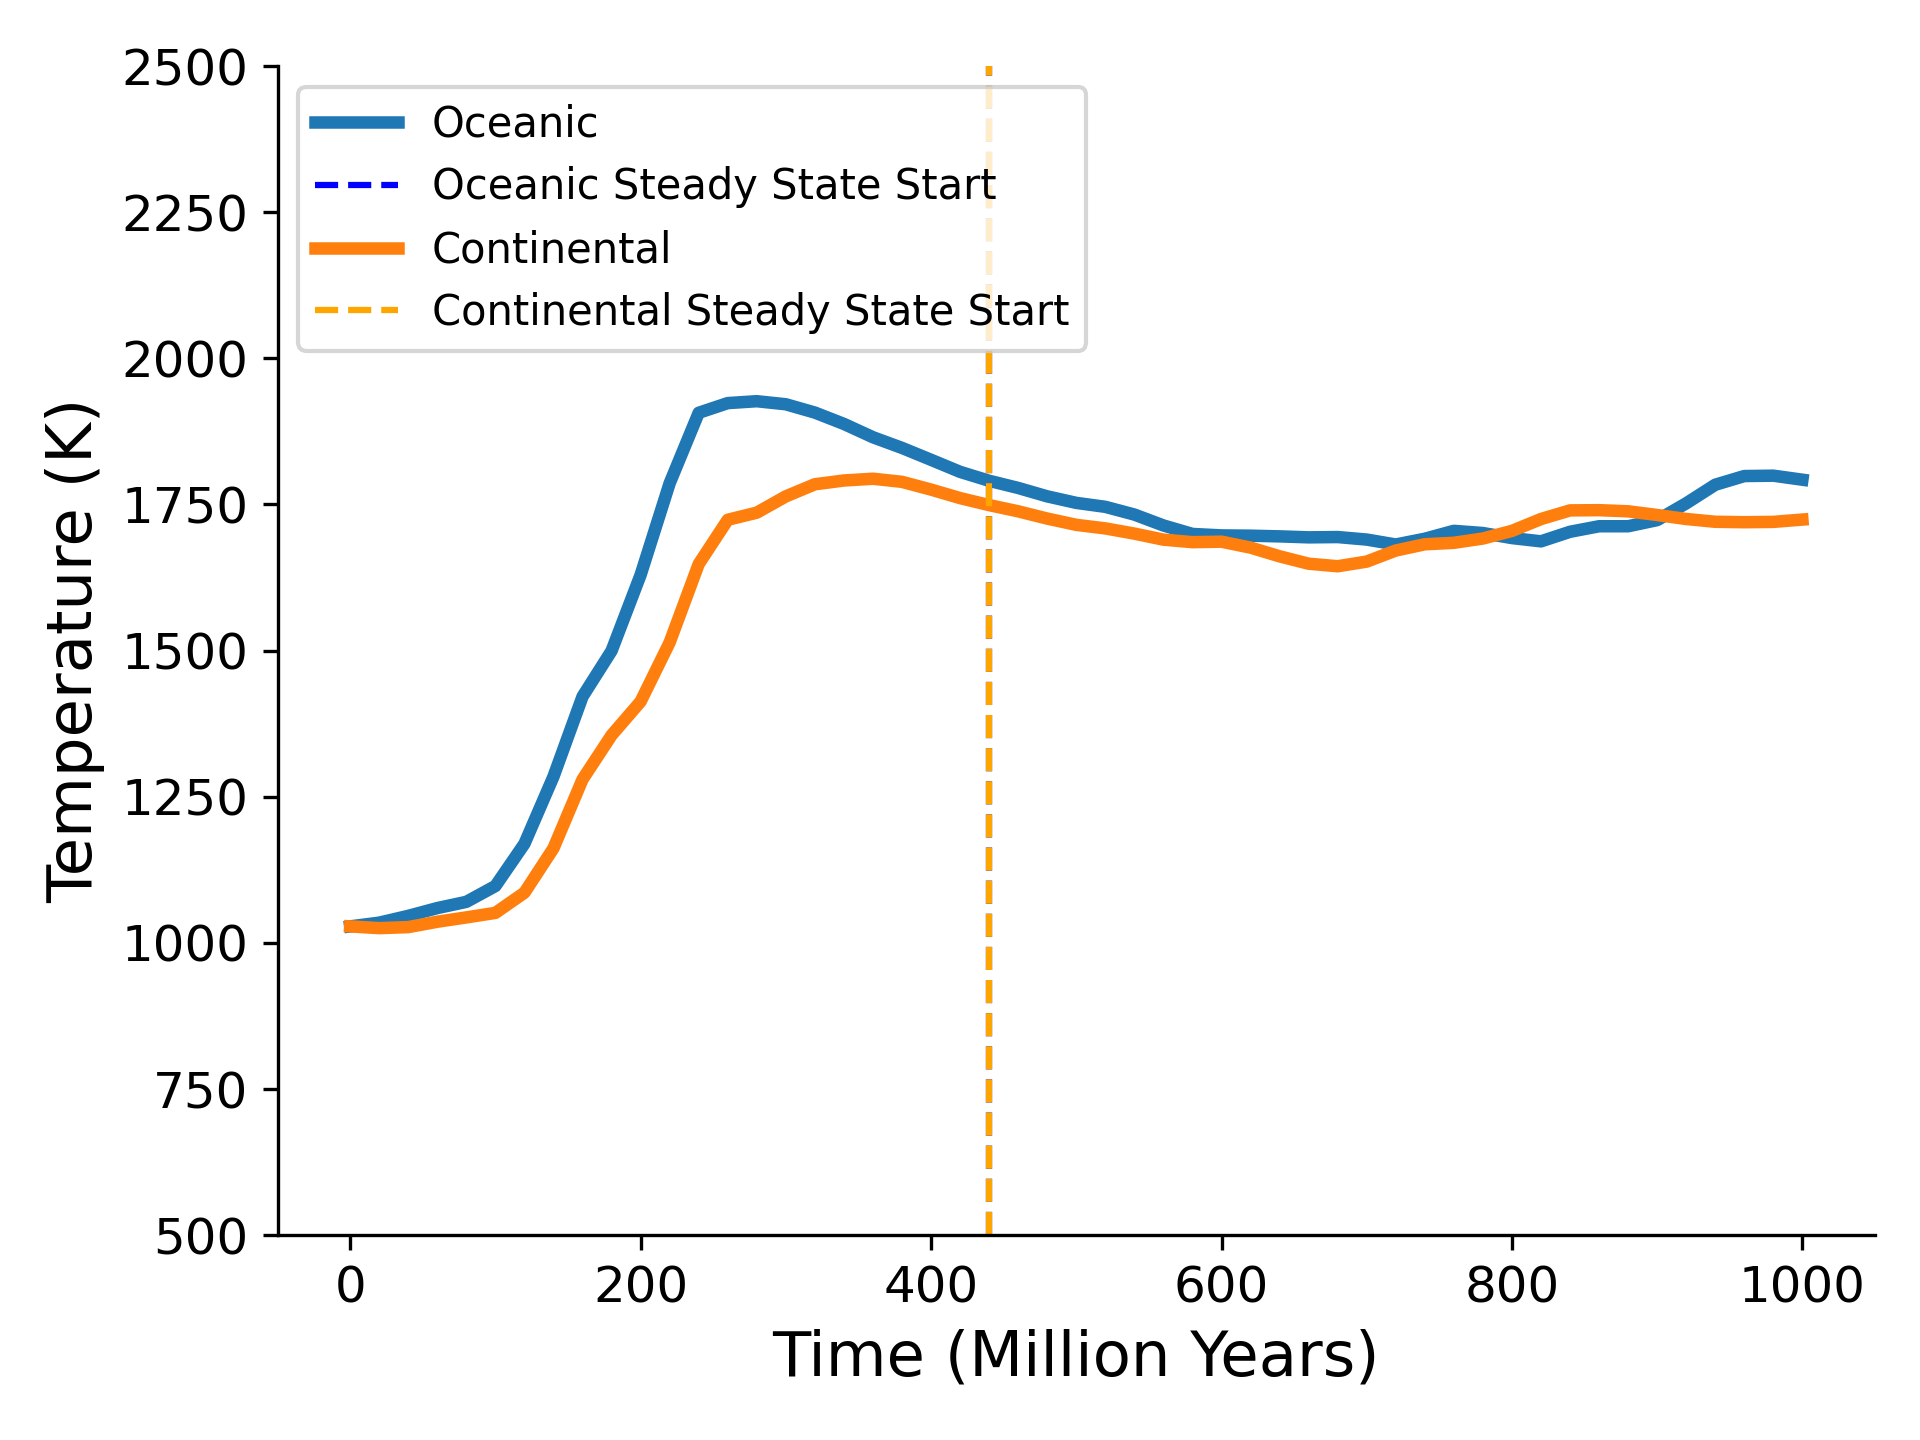 2500
2250
2000
1750
1500
1250
1000
750
500
Temperature (K)
Oceanic
Oceanic Steady State Start
Continental
Continental Steady State Start
0 200 400 600 800 1000
Time (Million Years)